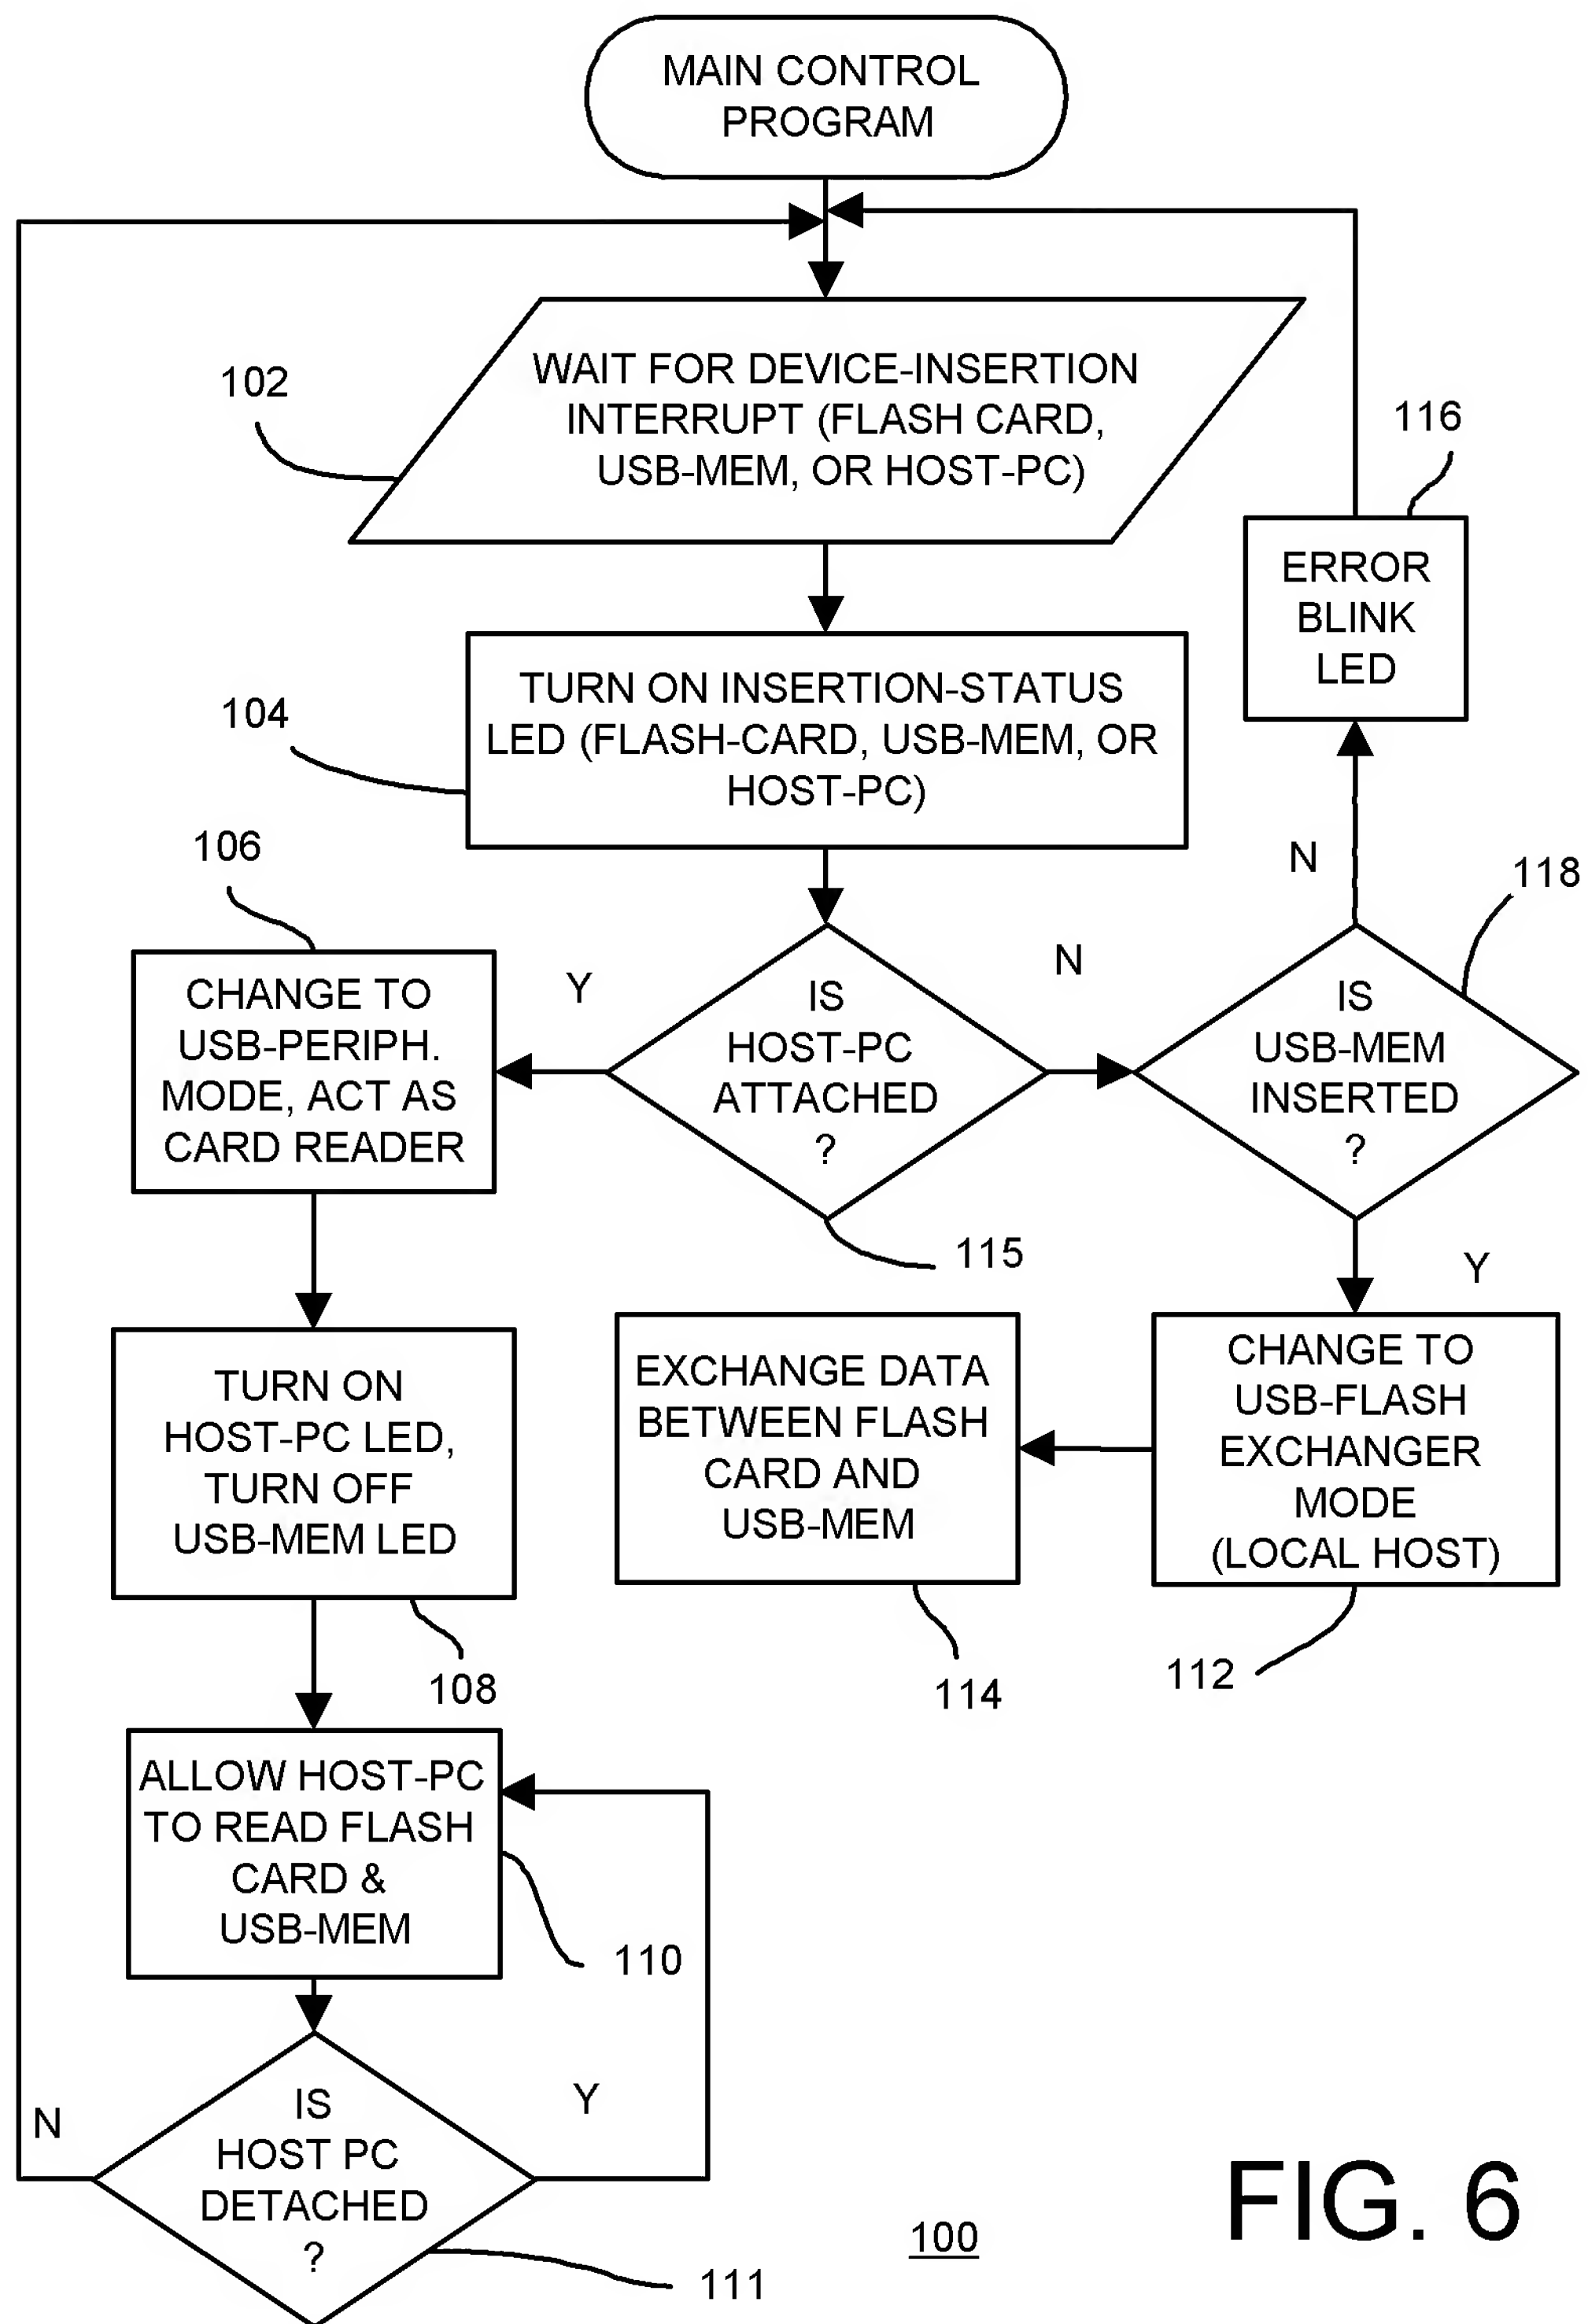 MAIN CONTROL
PROGRAM
102
WAIT FOR DEVICE-INSERTION
INTERRUPT (FLASH CARD,
USB-MEM, OR HOST-PC)
116
ERROR
BLINK
LED
104
TURN ON INSERTION-STATUS
LED (FLASH-CARD, USB-MEM, OR
HOST-PC)
106
N
118
CHANGE TO
USB-PERIPH.
MODE, ACT AS
CARD READER
Y
IS
HOST-PC
ATTACHED
?
N
IS
USB-MEM
INSERTED
?
115
Y
TURN ON
HOST-PC LED,
TURN OFF
USB-MEM LED
108
EXCHANGE DATA
BETWEEN FLASH
CARD AND
USB-MEM
114
CHANGE TO
USB-FLASH
EXCHANGER
MODE
(LOCAL HOST)
112
ALLOW HOST-PC
TO READ FLASH
CARD &
USB-MEM
110
N
IS
HOST PC
DETACHED
?
Y
111
100
FIG. 6